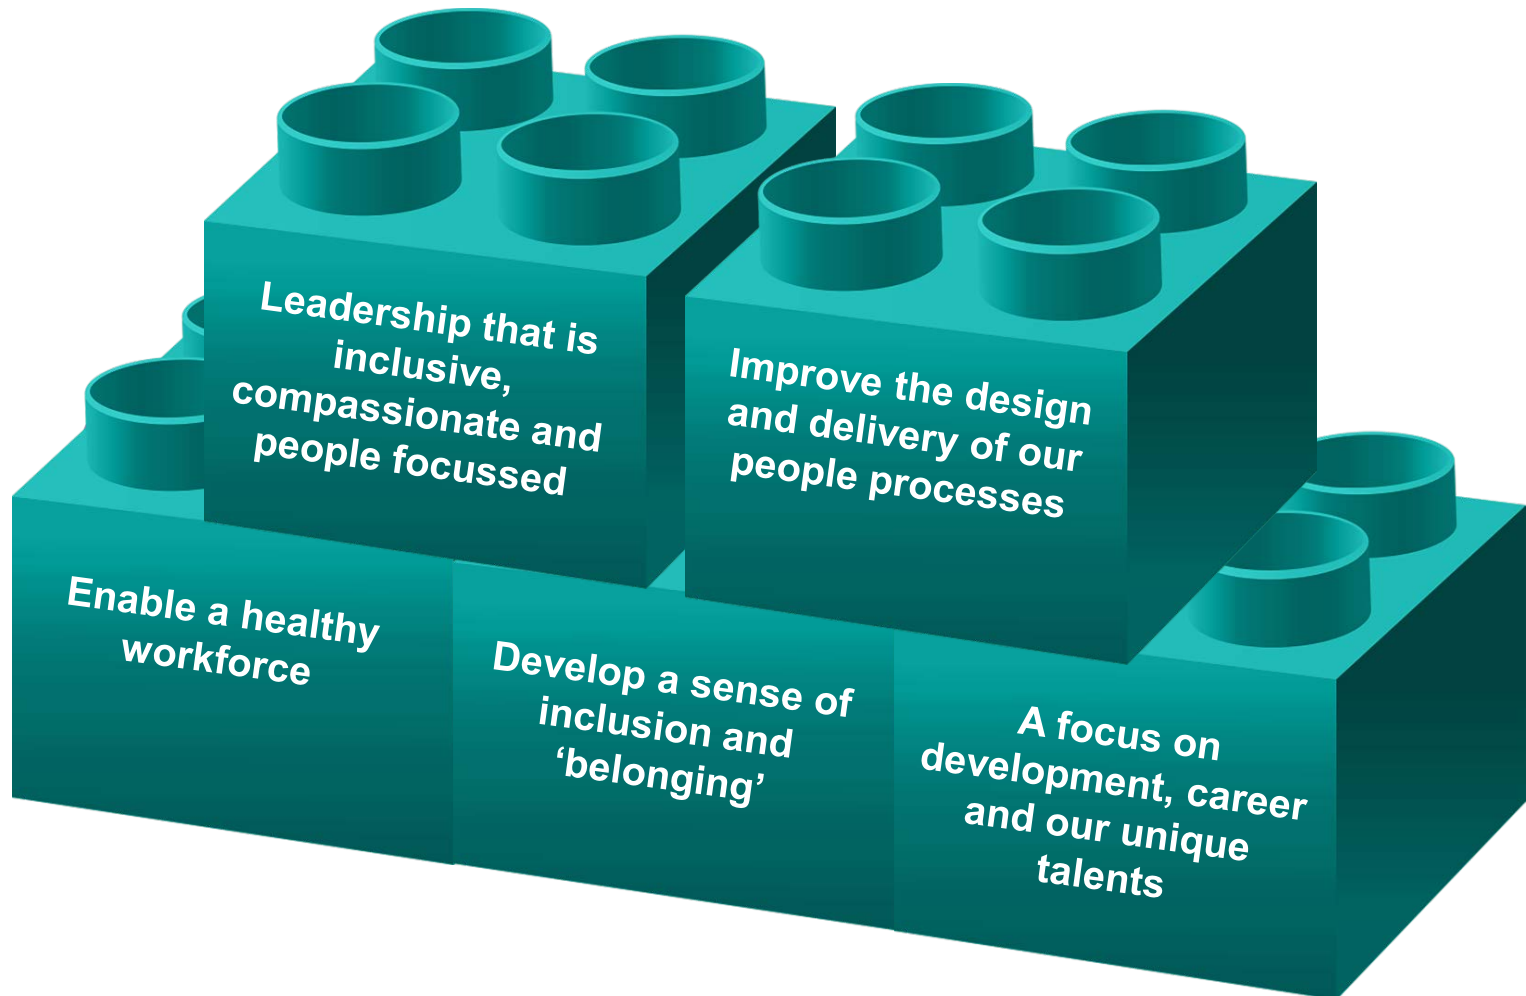 Leadership that is
inclusive,
compassionate and
people focussed
Improve the design
and delivery of our
people processes
Enable a healthy
workforce
Develop a sense of
inclusion and
‘belonging’
A focus on
development, career
and our unique
talents